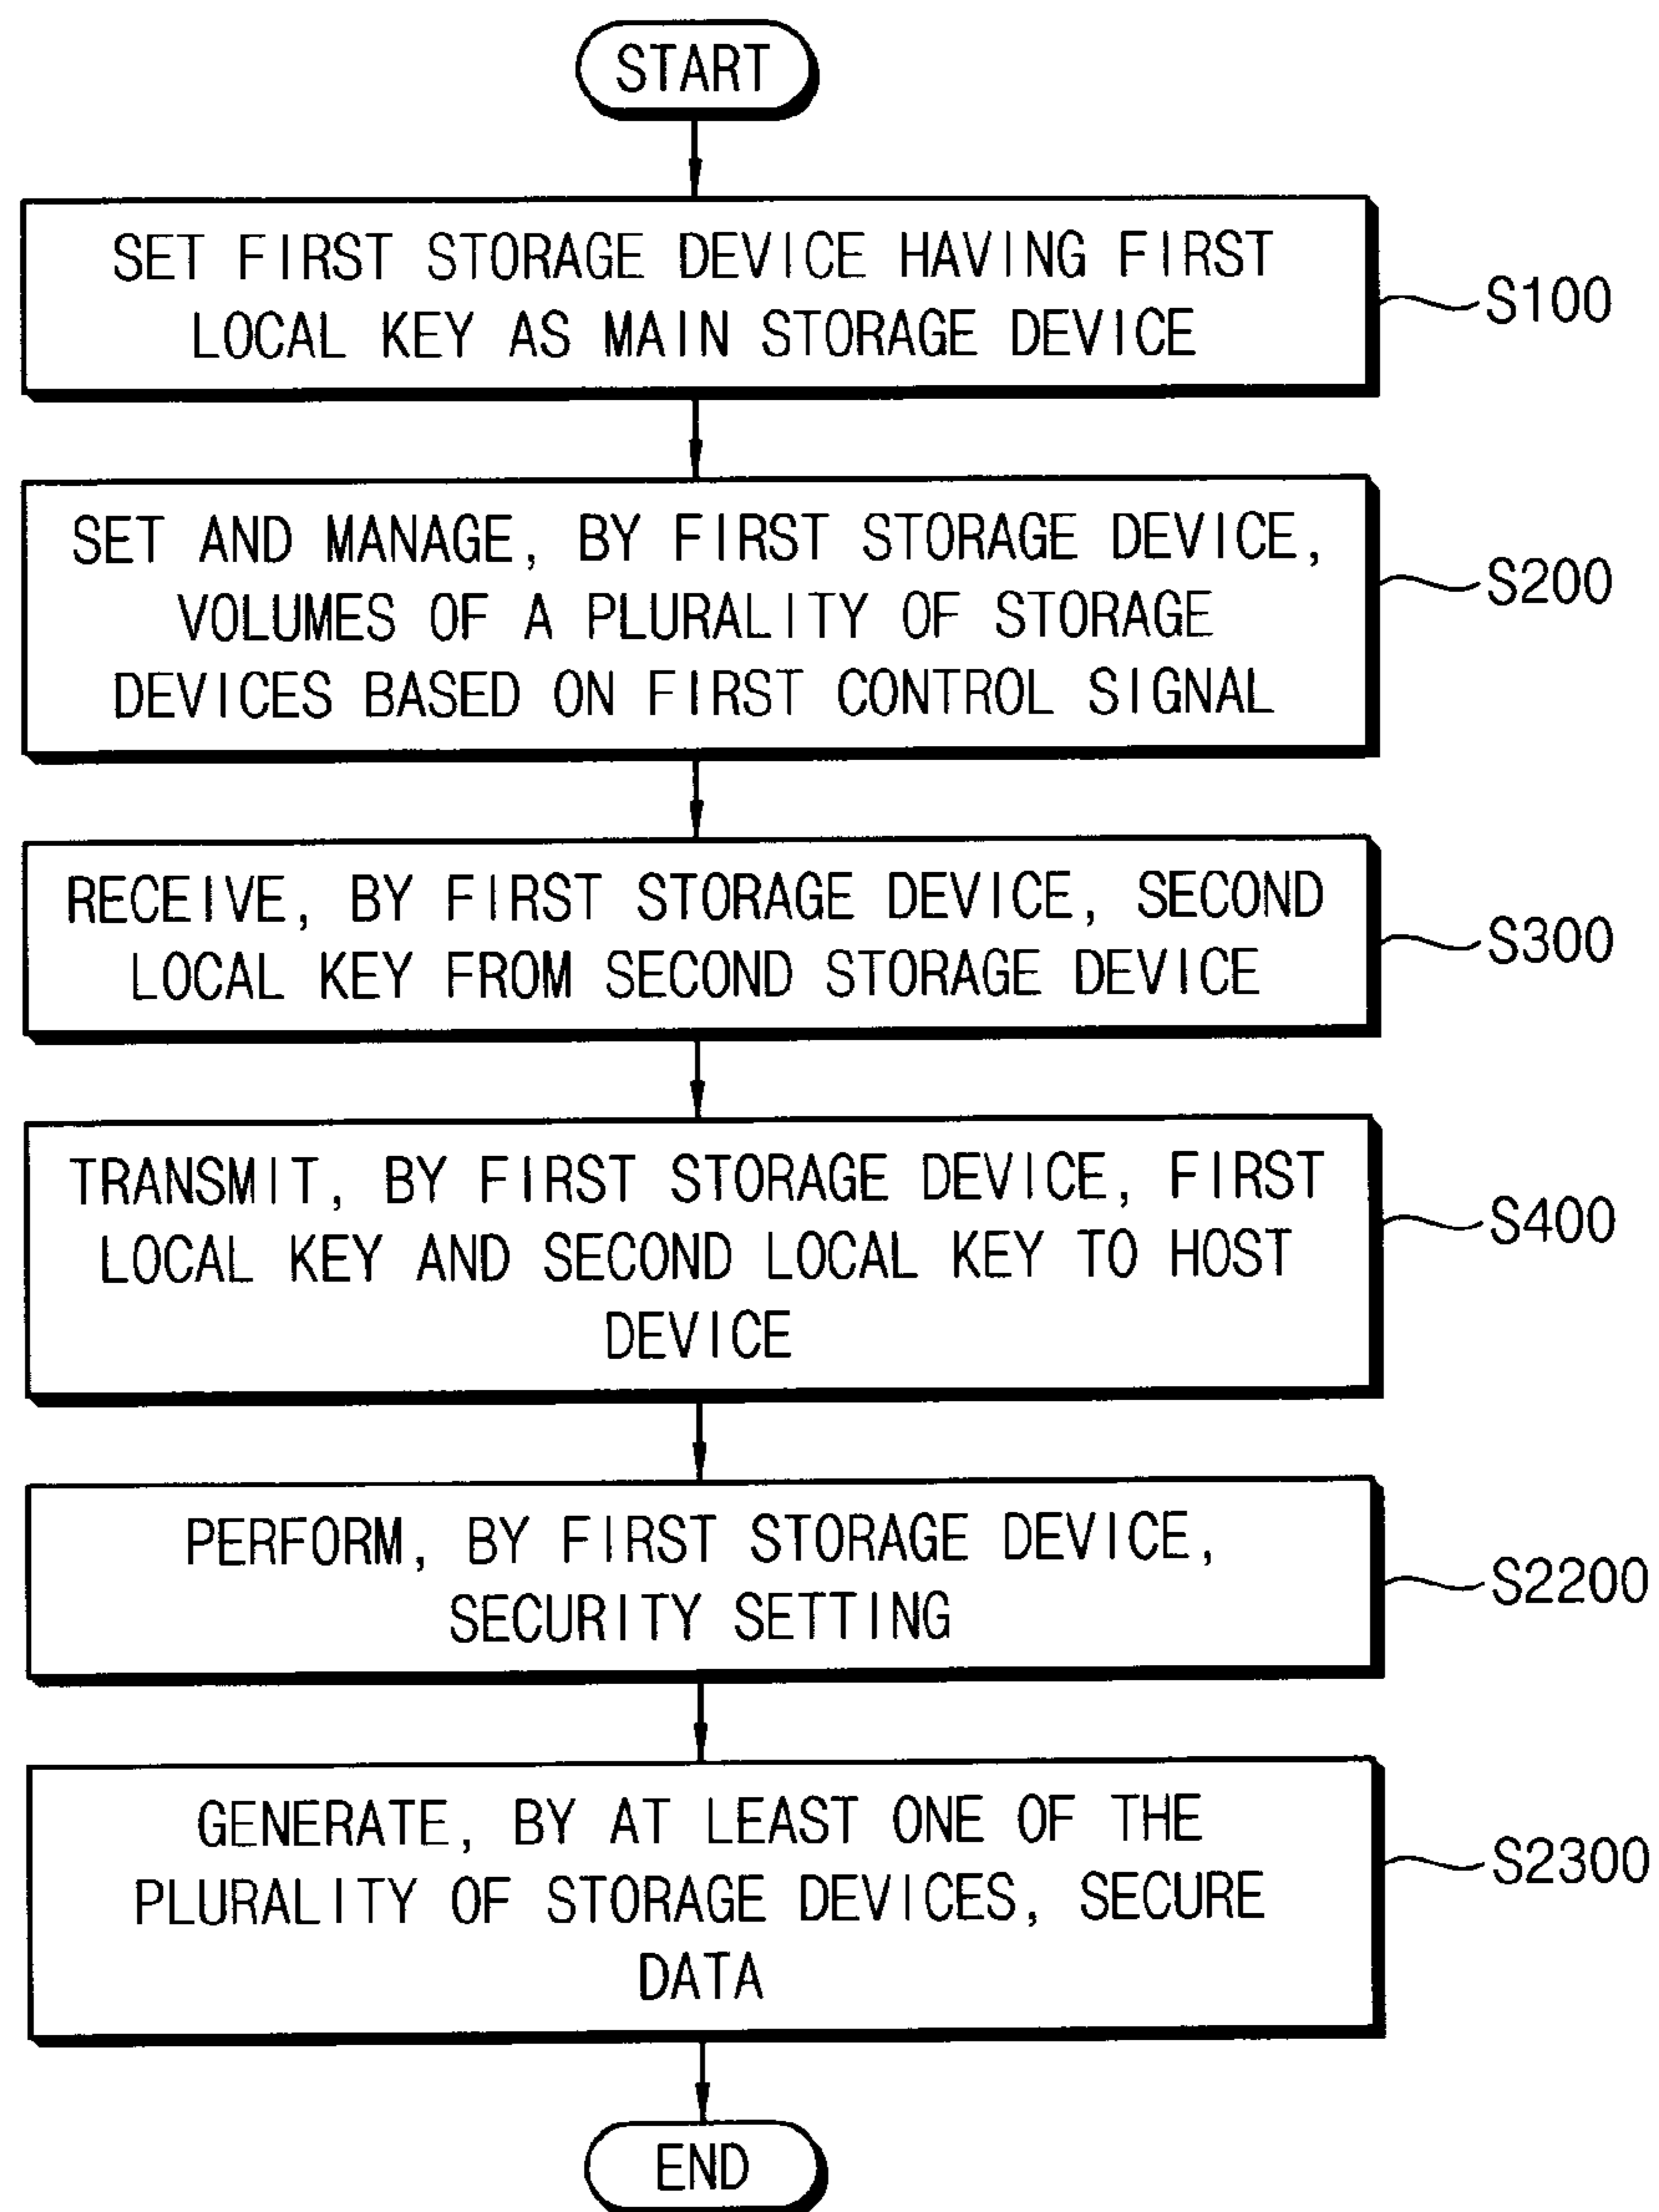 START
SET FIRST STORAGE DEVICE HAVING FIRST
LOCAL KEY AS MAIN STORAGE DEVICE
S100
SET AND MANAGE, BY FIRST STORAGE DEVICE,
VOLUMES OF A PLURALITY OF STORAGE
DEVICES BASED ON FIRST CONTROL SIGNAL
S200
RECEIVE, BY FIRST STORAGE DEVICE, SECOND
LOCAL KEY FROM SECOND STORAGE DEVICE
S300
TRANSMIT, BY FIRST STORAGE DEVICE, FIRST
LOCAL KEY AND SECOND LOCAL KEY TO HOST
DEVICE
S400
PERFORM, BY FIRST STORAGE DEVICE,
SECURITY SETTING
S2200
GENERATE, BY AT LEAST ONE OF THE
PLURALITY OF STORAGE DEVICES, SECURE
DATA
S2300
END